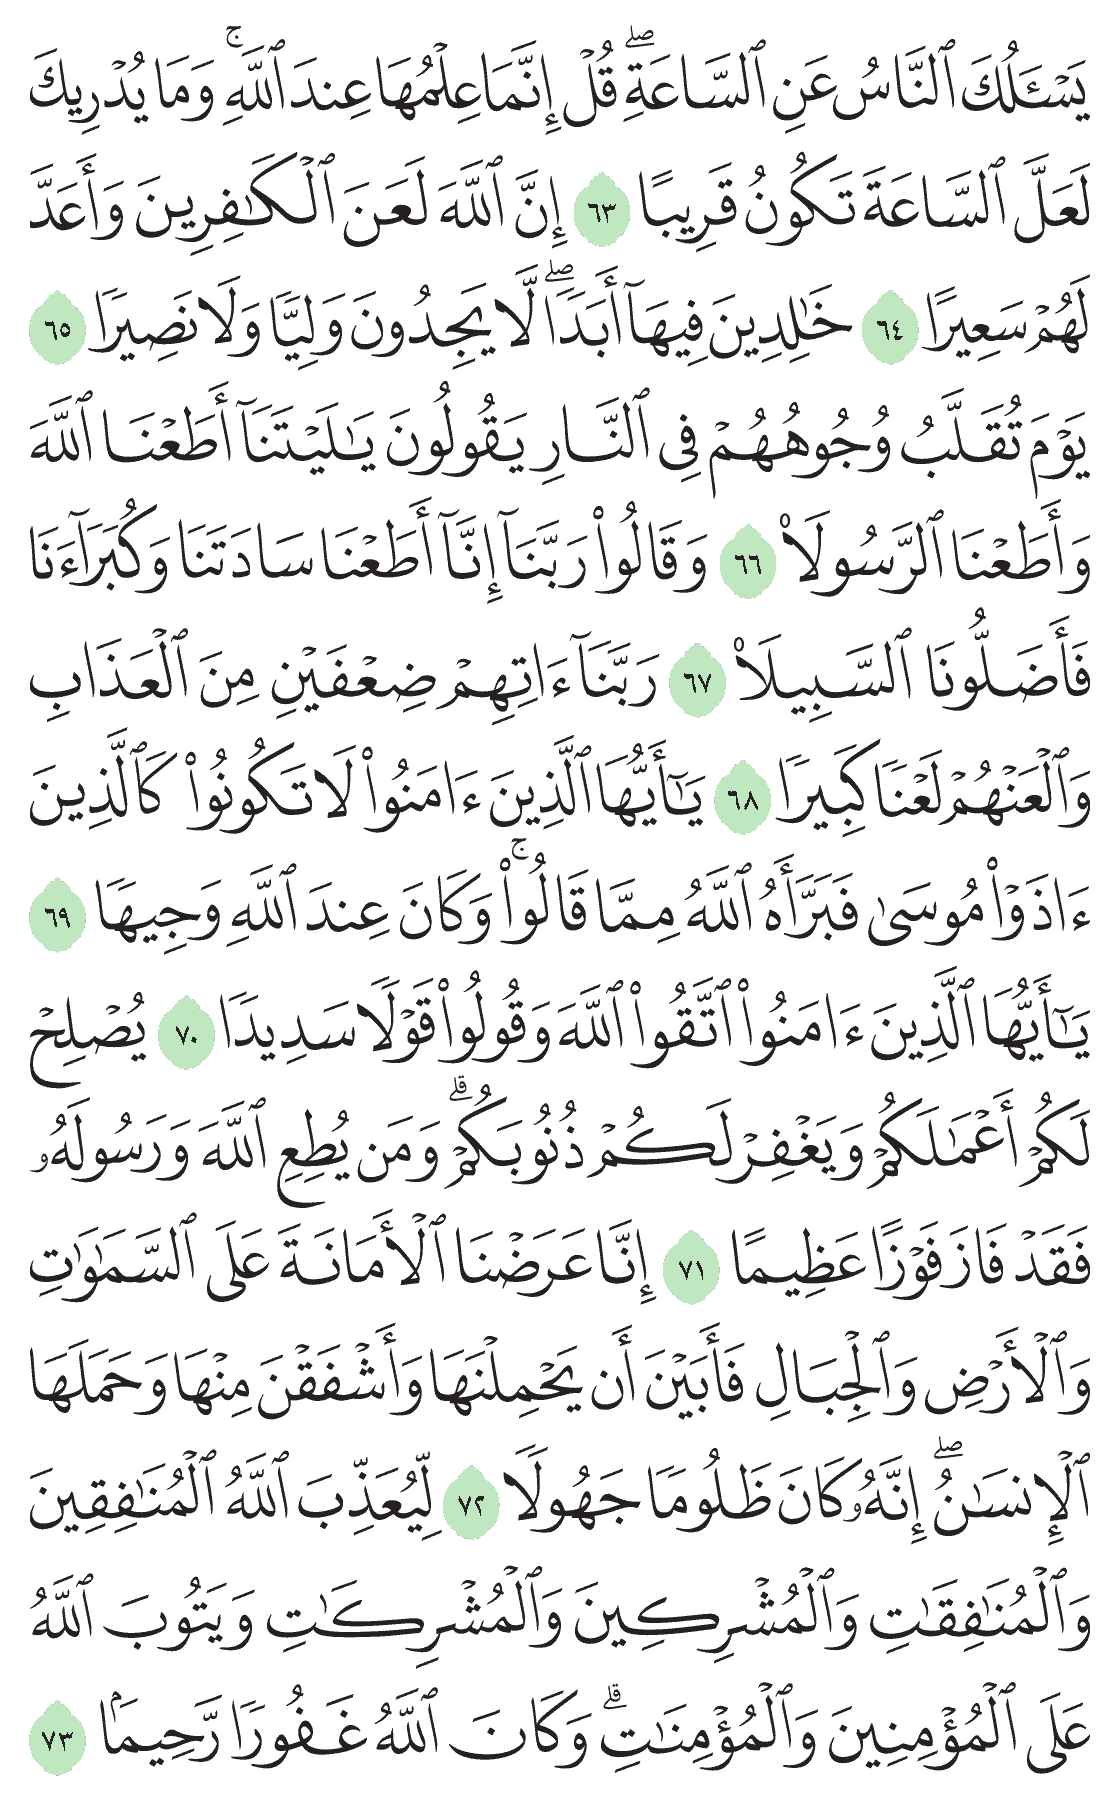 يَسْـَٔلُكَ ٱلنَّاسُ عَنِ ٱلسَّاعَةِۖ قُلْ إِنَّمَا عِلْمُهَا عِندَ ٱللَّهِۚ وَمَا يُدْرِيكَ
لَعَلَّ ٱلسَّاعَةَ تَكُونُ قَرِيبًا ٦٣ إِنَّ ٱللَّهَ لَعَنَ ٱلْكَٰفِرِينَ وَأَعَدَّ
لَهُمْ سَعِيرًا ٦٤ خَٰلِدِينَ فِيهَآ أَبَدًاۖ لَّا يَجِدُونَ وَلِيًّا وَلَا نَصِيرًا ٦٥
يَوْمَ تُقَلَّبُ وُجُوهُهُمْ فِى ٱلنَّارِ يَقُولُونَ يَٰلَيْتَنَآ أَطَعْنَا ٱللَّهَ
وَأَطَعْنَا ٱلرَّسُولَا۠ ٦٦ وَقَالُوا۟ رَبَّنَآ إِنَّآ أَطَعْنَا سَادَتَنَا وَكُبَرَآءَنَا
فَأَضَلُّونَا ٱلسَّبِيلَا۠ ٦٧ رَبَّنَآ ءَاتِهِمْ ضِعْفَيْنِ مِنَ ٱلْعَذَابِ
وَٱلْعَنْهُمْ لَعْنًا كَبِيرًا ٦٨ يَٰٓأَيُّهَا ٱلَّذِينَ ءَامَنُوا۟ لَا تَكُونُوا۟ كَٱلَّذِينَ
ءَاذَوْا۟ مُوسَىٰ فَبَرَّأَهُ ٱللَّهُ مِمَّا قَالُوا۟ۚ وَكَانَ عِندَ ٱللَّهِ وَجِيهًا ٦٩
يَٰٓأَيُّهَا ٱلَّذِينَ ءَامَنُوا۟ ٱتَّقُوا۟ ٱللَّهَ وَقُولُوا۟ قَوْلًا سَدِيدًا ٧٠ يُصْلِحْ
لَكُمْ أَعْمَٰلَكُمْ وَيَغْفِرْ لَكُمْ ذُنُوبَكُمْۗ وَمَن يُطِعِ ٱللَّهَ وَرَسُولَهُۥ
فَقَدْ فَازَ فَوْزًا عَظِيمًا ٧١ إِنَّا عَرَضْنَا ٱلْأَمَانَةَ عَلَى ٱلسَّمَٰوَٰتِ
وَٱلْأَرْضِ وَٱلْجِبَالِ فَأَبَيْنَ أَن يَحْمِلْنَهَا وَأَشْفَقْنَ مِنْهَا وَحَمَلَهَا
ٱلْإِنسَٰنُۖ إِنَّهُۥ كَانَ ظَلُومًا جَهُولًا ٧٢ لِّيُعَذِّبَ ٱللَّهُ ٱلْمُنَٰفِقِينَ
وَٱلْمُنَٰفِقَٰتِ وَٱلْمُشْرِكِينَ وَٱلْمُشْرِكَٰتِ وَيَتُوبَ ٱللَّهُ
عَلَى ٱلْمُؤْمِنِينَ وَٱلْمُؤْمِنَٰتِۗ وَكَانَ ٱللَّهُ غَفُورًا رَّحِيمًۢا ٧٣